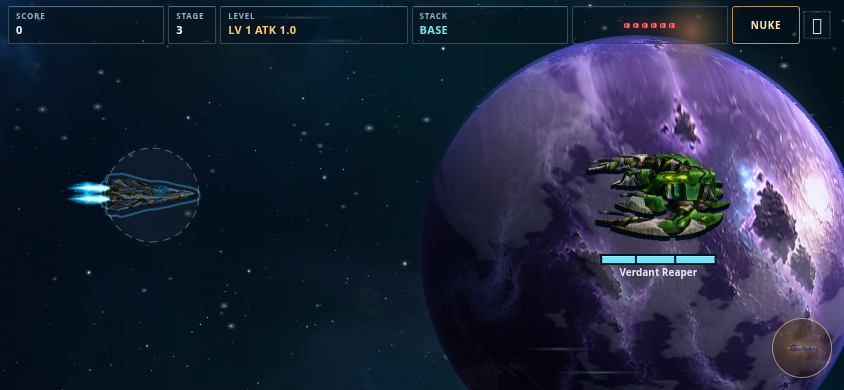 SCORE
0
STAGE
3
LEVEL
LV 1 ATK 1.0
STACK
BASE
NUKE
Verdant Reaper